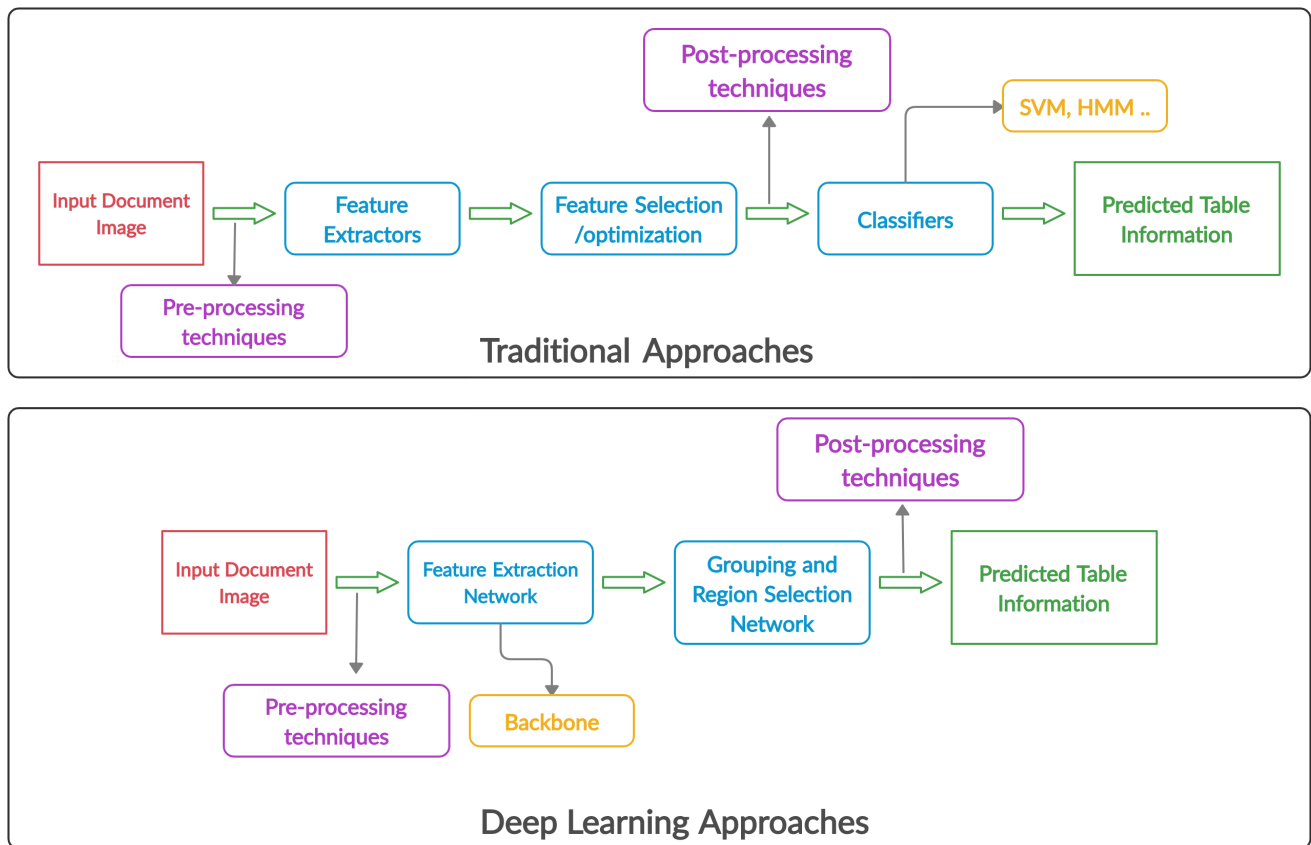 Post-processing
techniques
SVM, HMM ..
Input Document
Image
Feature
Extractors
Feature Selection
/optimization
Classifiers
Predicted Table
Information
Pre-processing
techniques
Traditional Approaches
Post-processing
techniques
Input Document
Image
Feature Extraction
Network
Grouping and
Region Selection
Network
Predicted Table
Information
Pre-processing
techniques
Backbone
Deep Learning Approaches